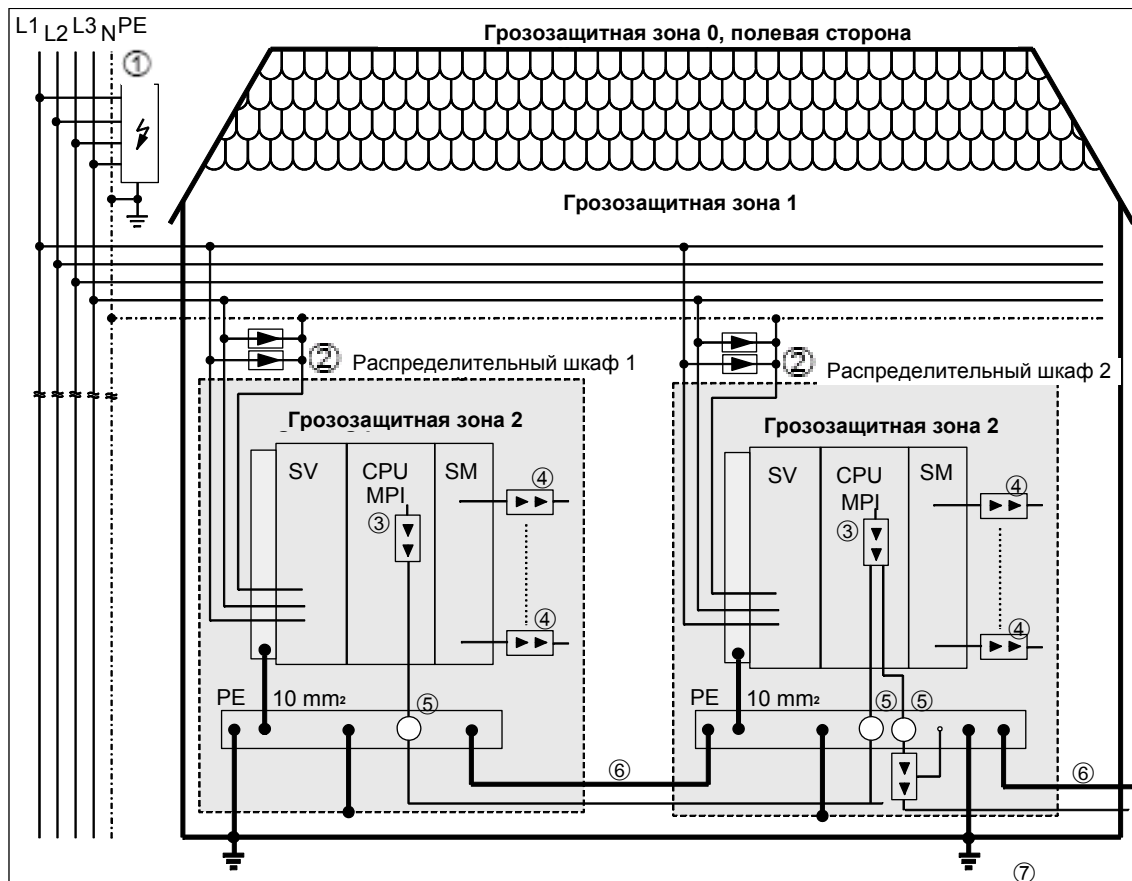 L1 L2 L3 N PE
Грозозащитная зона 0, полевая сторона
①
Грозозащитная зона 1
② Распределительный шкаф 1
② Распределительный шкаф 2
Грозозащитная зона 2
Грозозащитная зона 2
SV CPU SM
MPI
③
④
④
SV CPU SM
MPI
③
④
④
PE 10 mm²
⑤
PE 10 mm²
⑤ ⑤
⑥
⑥
⑦